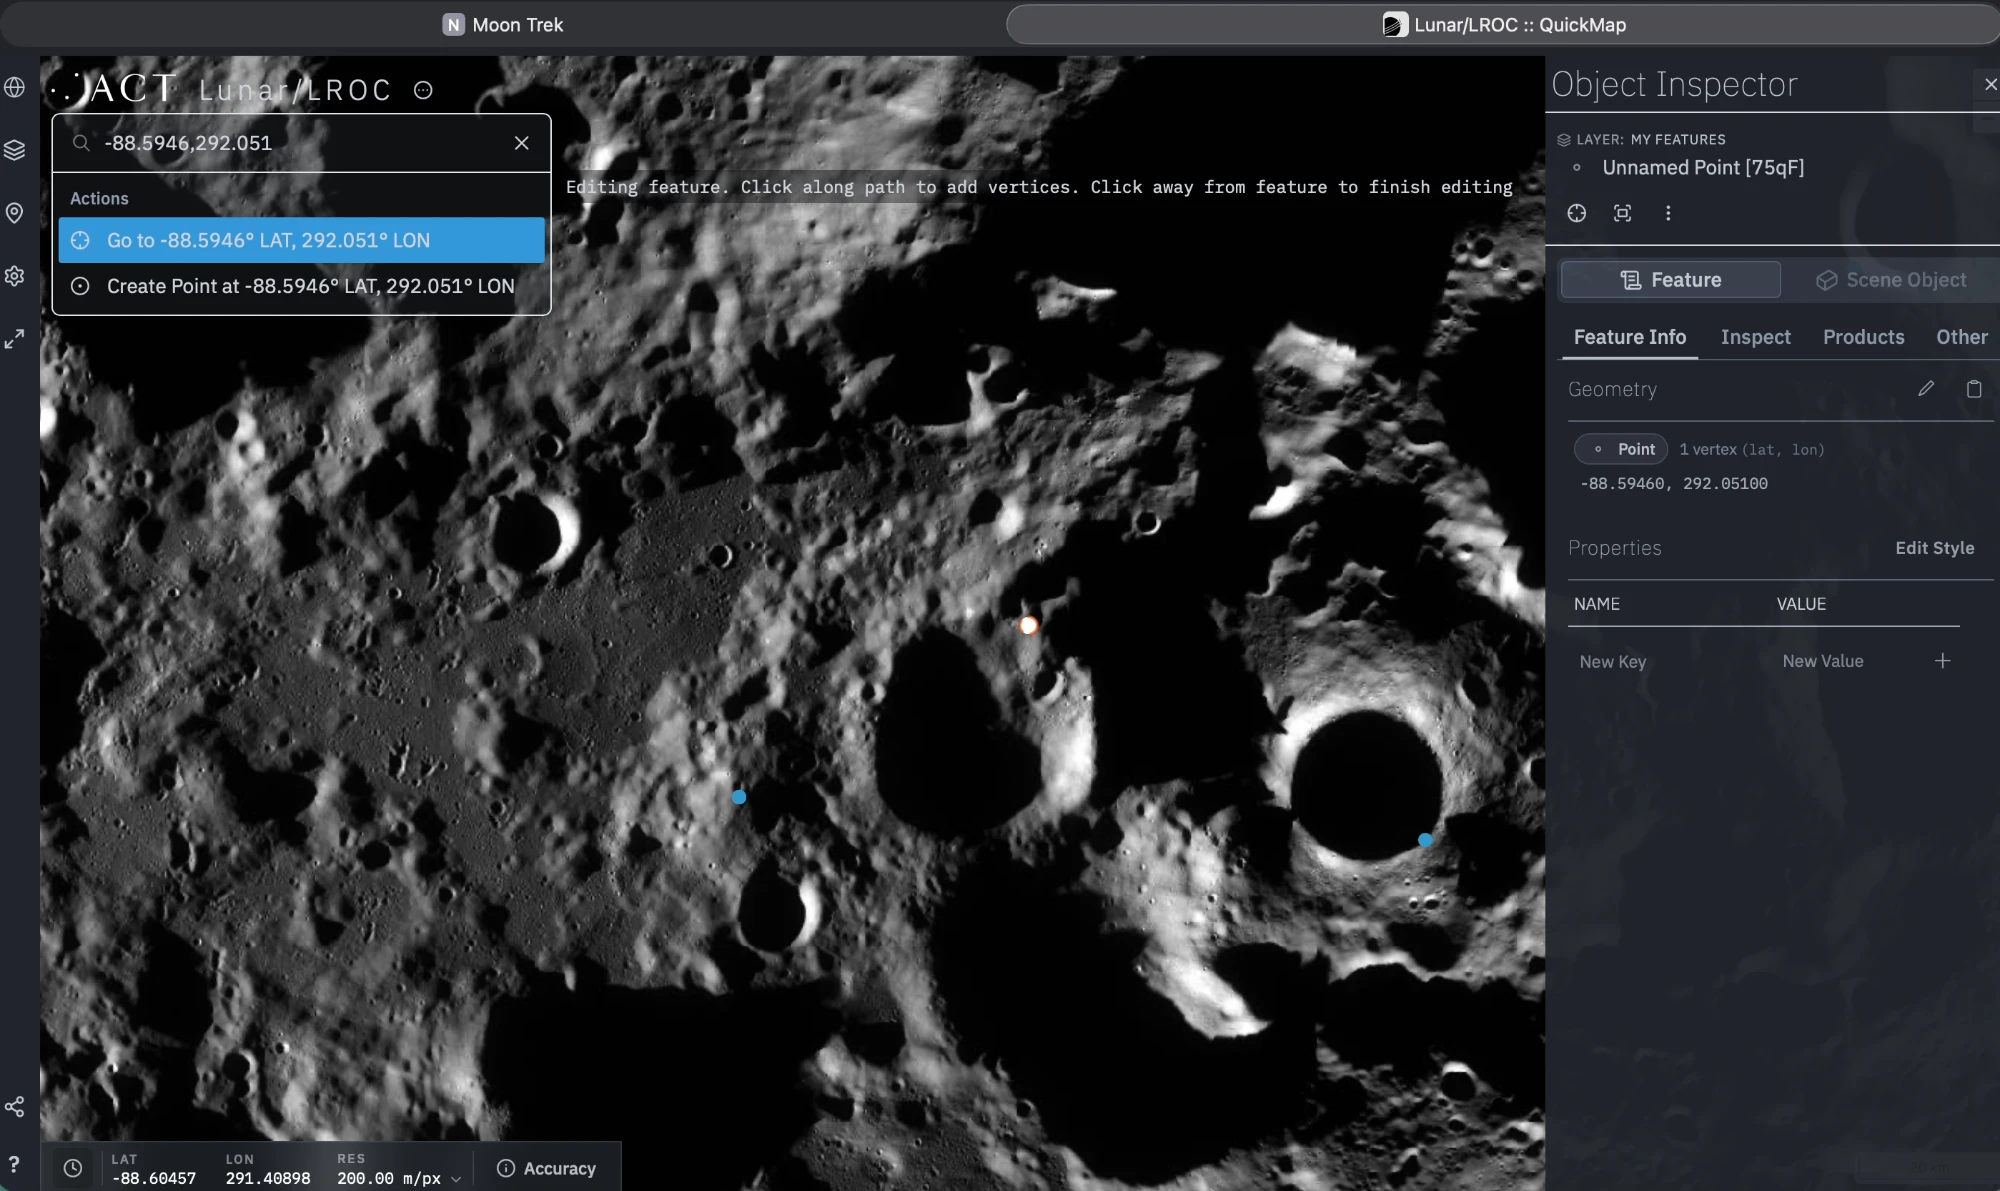 N Moon Trek
Lunar/LROC :: QuickMap
ACT Lunar/LROC
-88.5946,292.051
Actions
Go to -88.5946° LAT, 292.051° LON
Create Point at -88.5946° LAT, 292.051° LON
Editing feature. Click along path to add vertices. Click away from feature to finish editing
Object Inspector
LAYER: MY FEATURES
Unnamed Point [75qF]
Feature
Scene Object
Feature Info Inspect Products Other
Geometry
Point 1 vertex (lat, lon)
-88.59460, 292.05100
Properties Edit Style
NAME VALUE
New Key New Value
?
LAT LON RES
-88.60457 291.40898 200.00 m/px
Accuracy